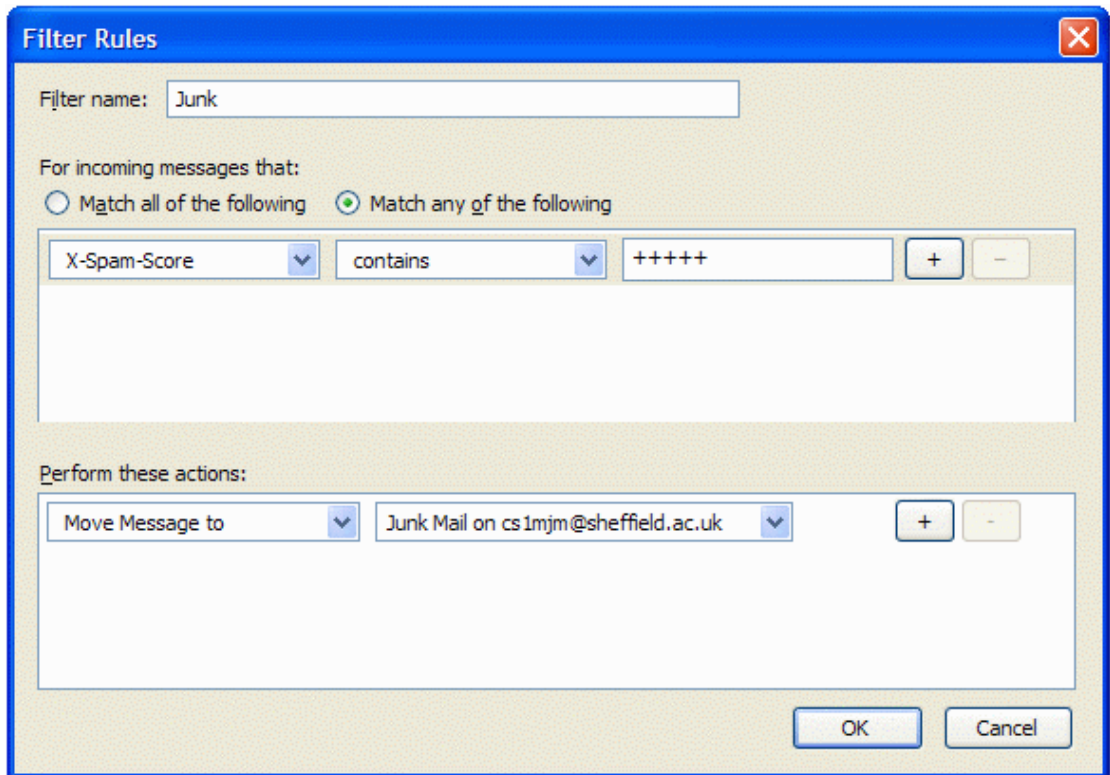 Filter Rules
Filter name: Junk
For incoming messages that:
Match all of the following Match any of the following
X-Spam-Score contains +++++ + -
Perform these actions:
Move Message to Junk Mail on cs1mjm@sheffield.ac.uk + -
OK Cancel